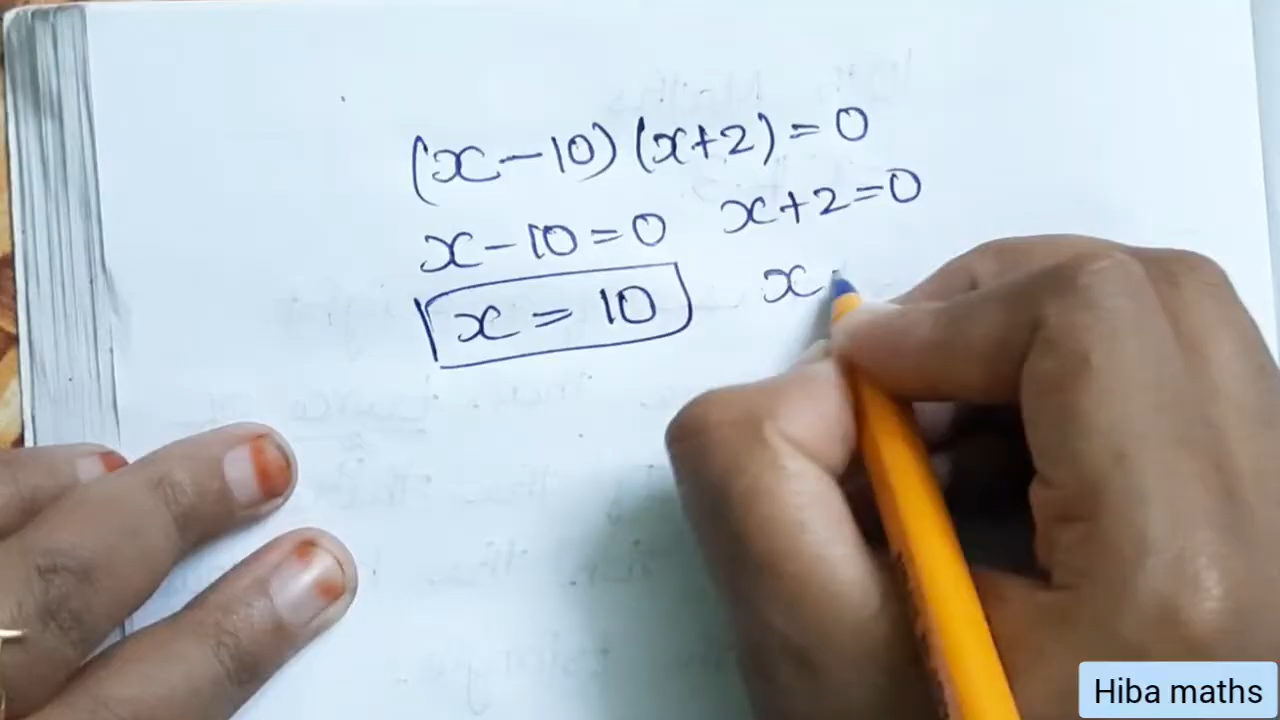 (x-10)(x+2)=0
x-10=0 x+2=0
x = 10 x
Hiba maths